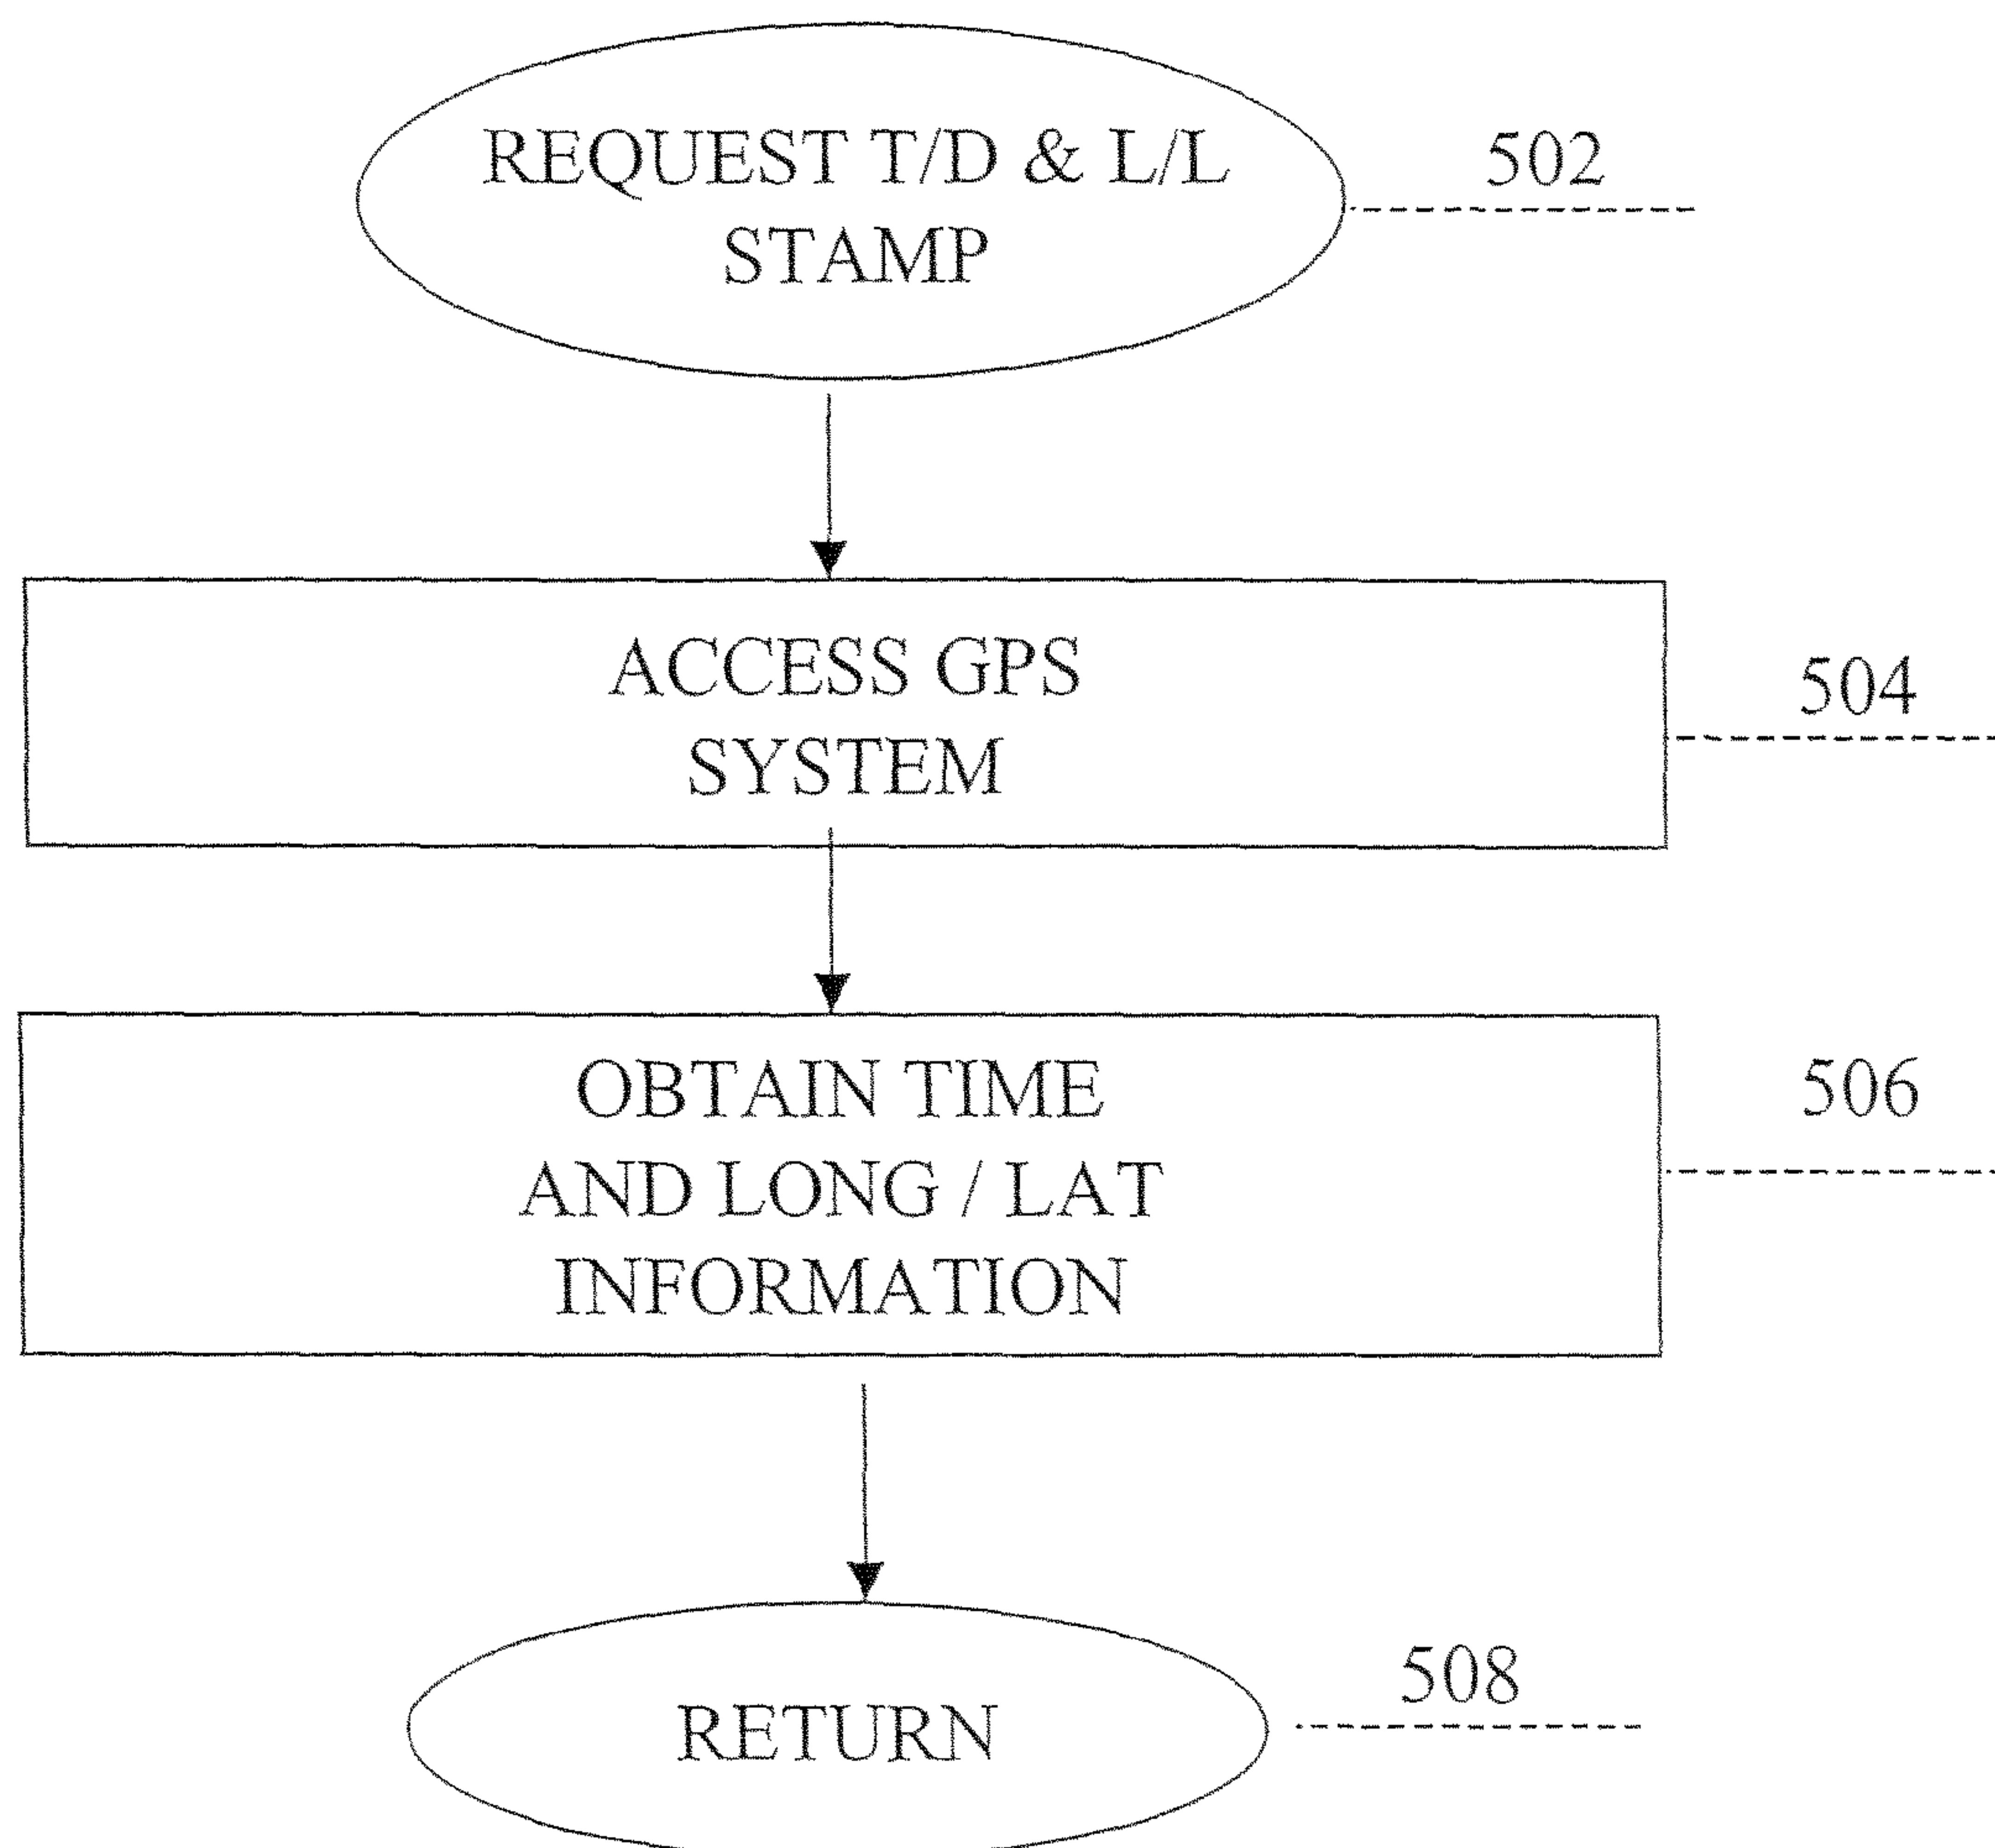 REQUEST T/D & L/L
STAMP
502
ACCESS GPS
SYSTEM
504
OBTAIN TIME
AND LONG / LAT
INFORMATION
506
RETURN
508